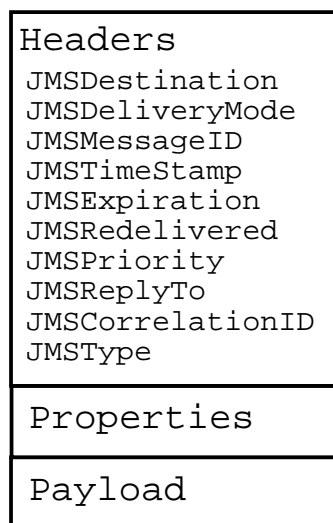 Headers
JMSDestination
JMSDeliveryMode
JMSMessageID
JMSTimeStamp
JMSExpiration
JMSRedelivered
JMSPriority
JMSReplyTo
JMSCorrelationID
JMSType
Properties
Payload